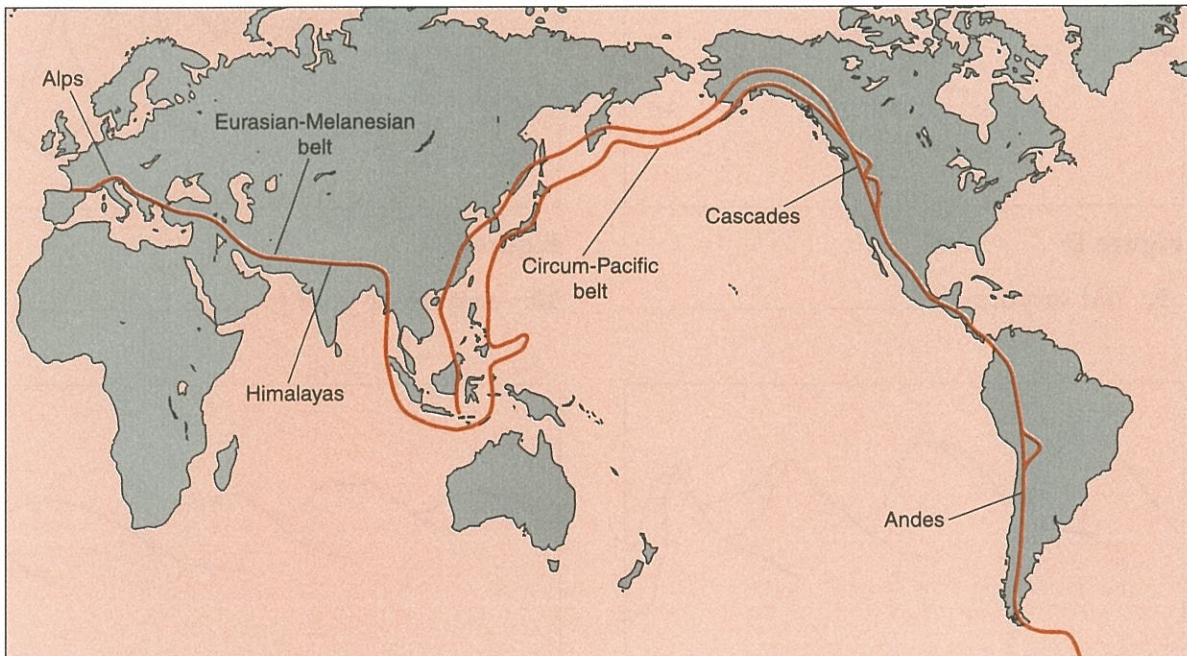 Alps
Eurasian-Melanesian
belt
Cascades
Circum-Pacific
belt
Himalayas
Andes